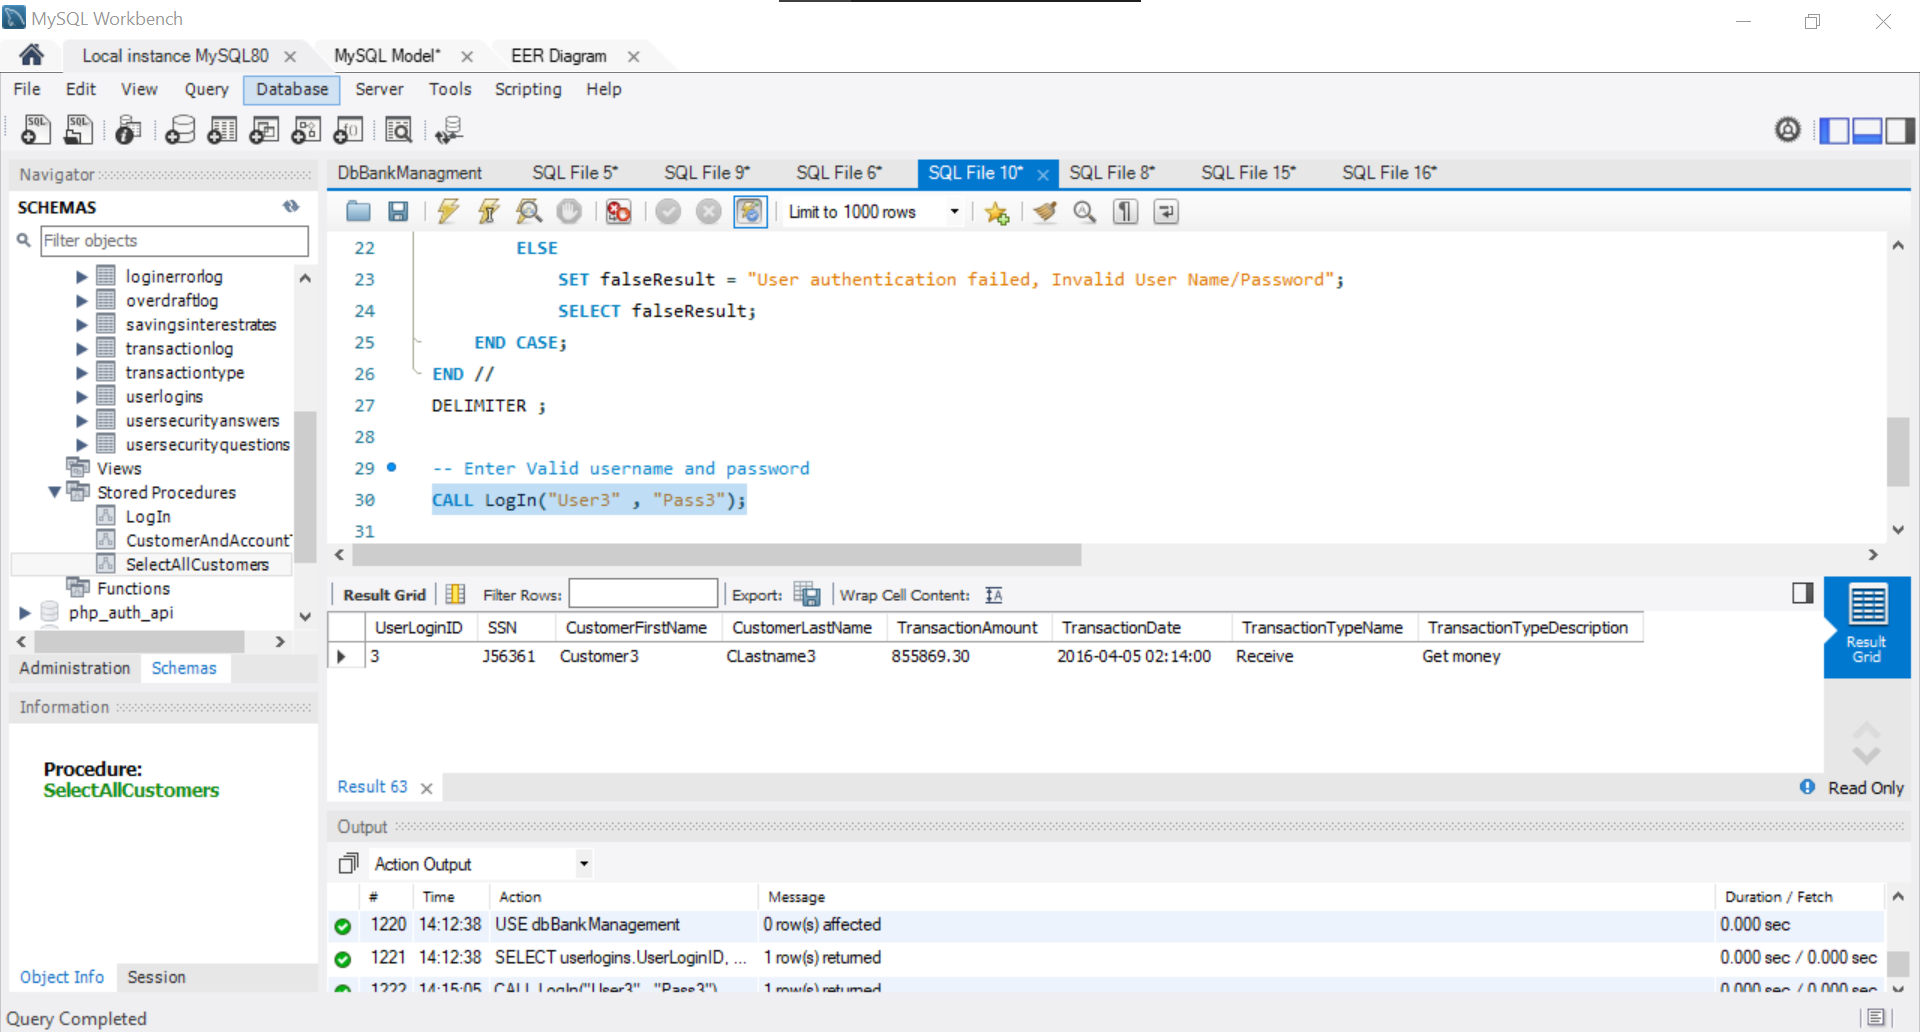 MySQL Workbench
Local instance MySQL80 MySQL Model* EER Diagram
File Edit View Query Database Server Tools Scripting Help
Navigator
SCHEMAS
Filter objects
loginerrorlog
overdraftlog
savingsinterestrates
transactionlog
transactiontype
userlogins
usersecurityanswers
usersecurityquestions
Views
Stored Procedures
LogIn
CustomerAndAccount
SelectAllCustomers
Functions
php_auth_api
Administration Schemas
Information
Procedure:
SelectAllCustomers
Object Info Session
DbBankManagment SQL File 5* SQL File 9* SQL File 6* SQL File 10* SQL File 8* SQL File 15* SQL File 16*
Limit to 1000 rows
22 ELSE
23 SET falseResult = "User authentication failed, Invalid User Name/Password";
24 SELECT falseResult;
25 END CASE;
26 END //
27 DELIMITER ;
28
29 -- Enter Valid username and password
30 CALL LogIn("User3" , "Pass3");
31
Result Grid Filter Rows: Export: Wrap Cell Content:
UserLoginID SSN CustomerFirstName CustomerLastName TransactionAmount TransactionDate TransactionTypeName TransactionTypeDescription
3 J56361 Customer3 CLastname3 855869.30 2016-04-05 02:14:00 Receive Get money
Result Grid
Result 63
Read Only
Output
Action Output
# Time Action Message Duration / Fetch
1220 14:12:38 USE dbBankManagement 0 row(s) affected 0.000 sec
1221 14:12:38 SELECT userlogins.UserLoginID, ... 1 row(s) returned 0.000 sec / 0.000 sec
1222 14:15:05 CALL LogIn("User3" , "Pass3") 1 row(s) returned 0.000 sec / 0.000 sec
Query Completed